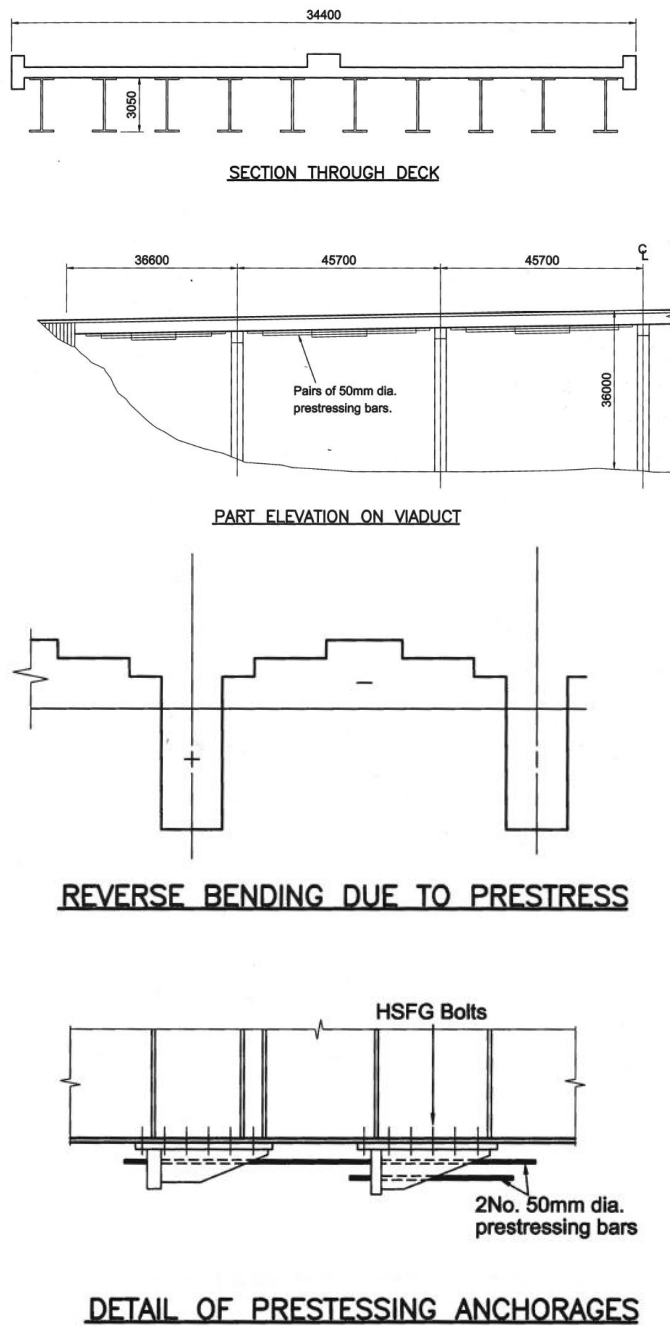 34400
3050
SECTION THROUGH DECK
36600
45700
45700
℄
Pairs of 50mm dia.
prestressing bars.
36000
PART ELEVATION ON VIADUCT
−
+
REVERSE BENDING DUE TO PRESTRESS
HSFG Bolts
2No. 50mm dia.
prestressing bars
DETAIL OF PRESTESSING ANCHORAGES